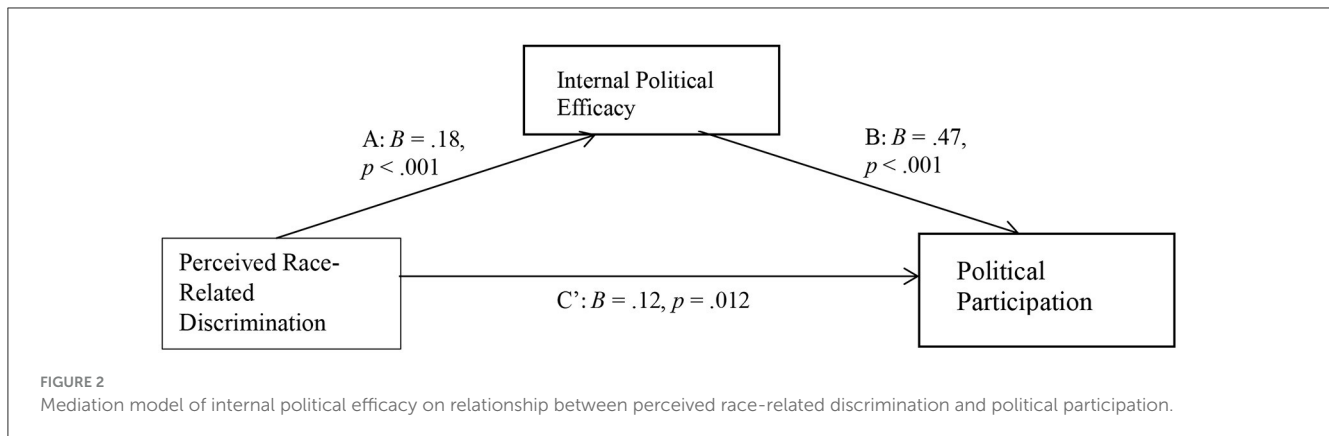 Internal Political
Efficacy
A: B = .18,
p < .001
B: B = .47,
p < .001
Perceived Race-
Related
Discrimination
Political
Participation
C’: B = .12, p = .012
FIGURE 2
Mediation model of internal political efficacy on relationship between perceived race-related discrimination and political participation.